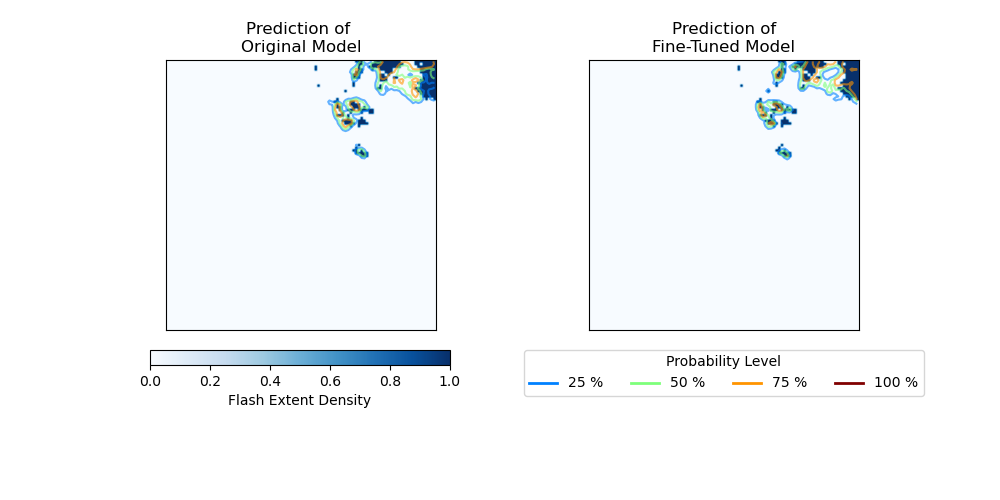 Prediction of
Original Model
Prediction of
Fine-Tuned Model
0.0 0.2 0.4 0.6 0.8 1.0
Flash Extent Density
Probability Level
25 % 50 % 75 % 100 %